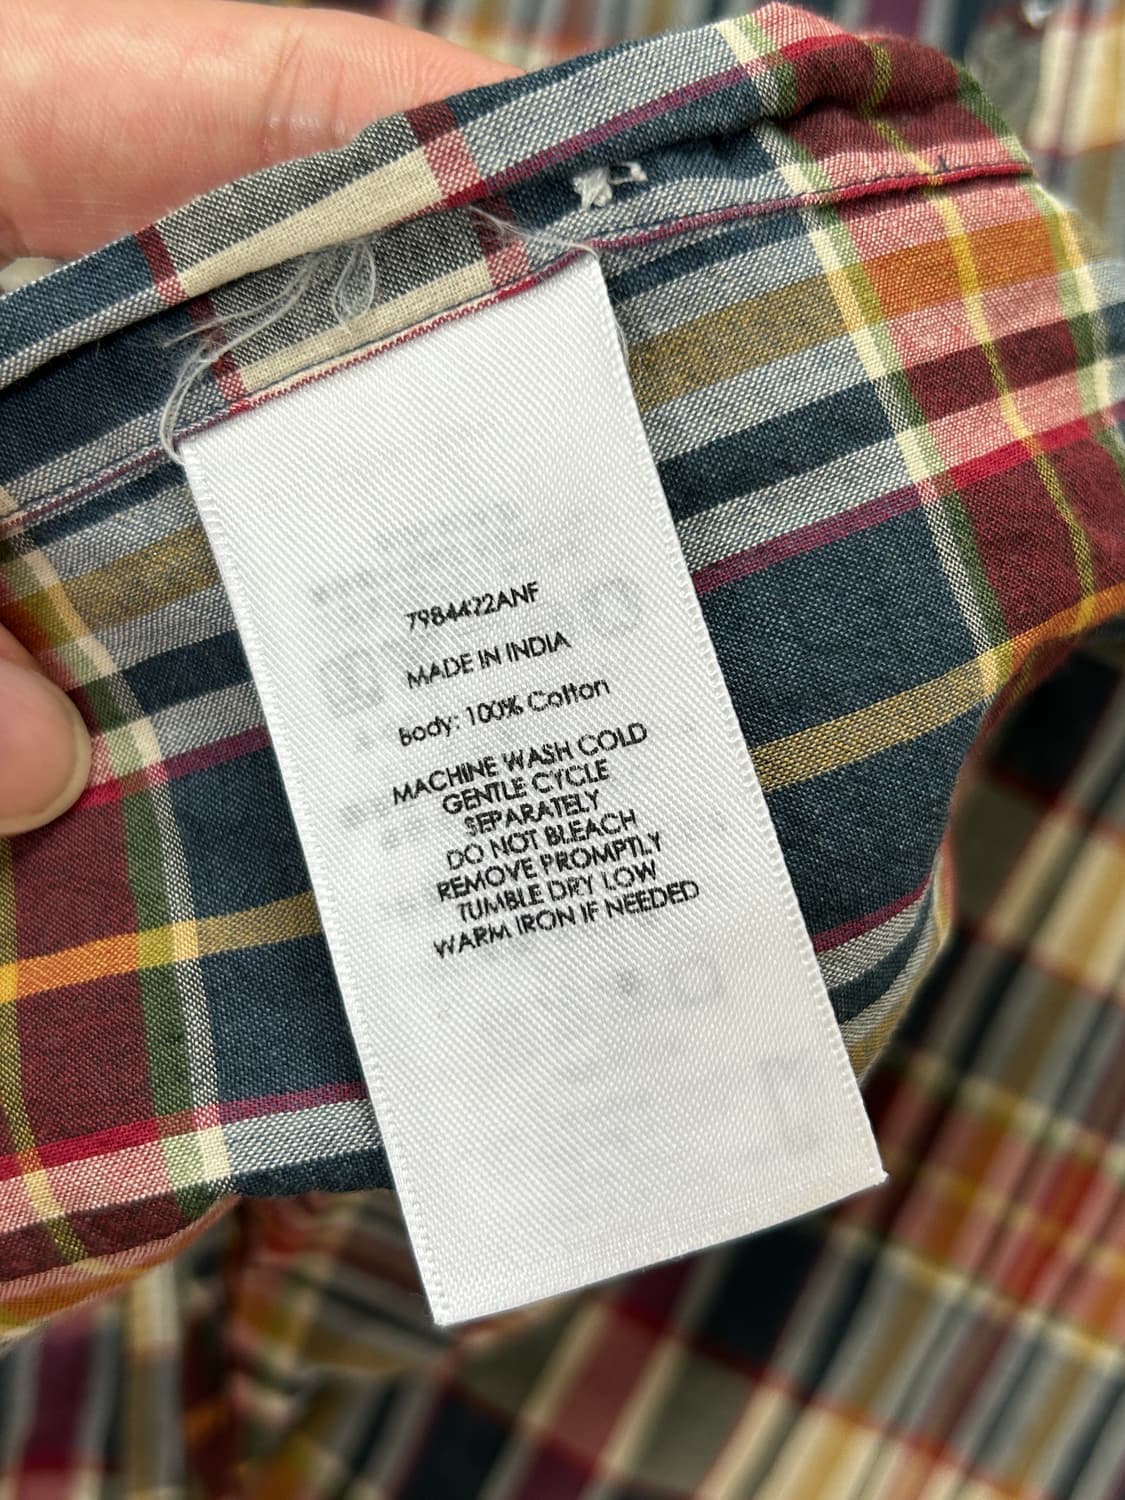 7984422ANF
MADE IN INDIA
Body: 100% Cotton
MACHINE WASH COLD
GENTLE CYCLE
SEPARATELY
DO NOT BLEACH
REMOVE PROMPTLY
TUMBLE DRY LOW
WARM IRON IF NEEDED